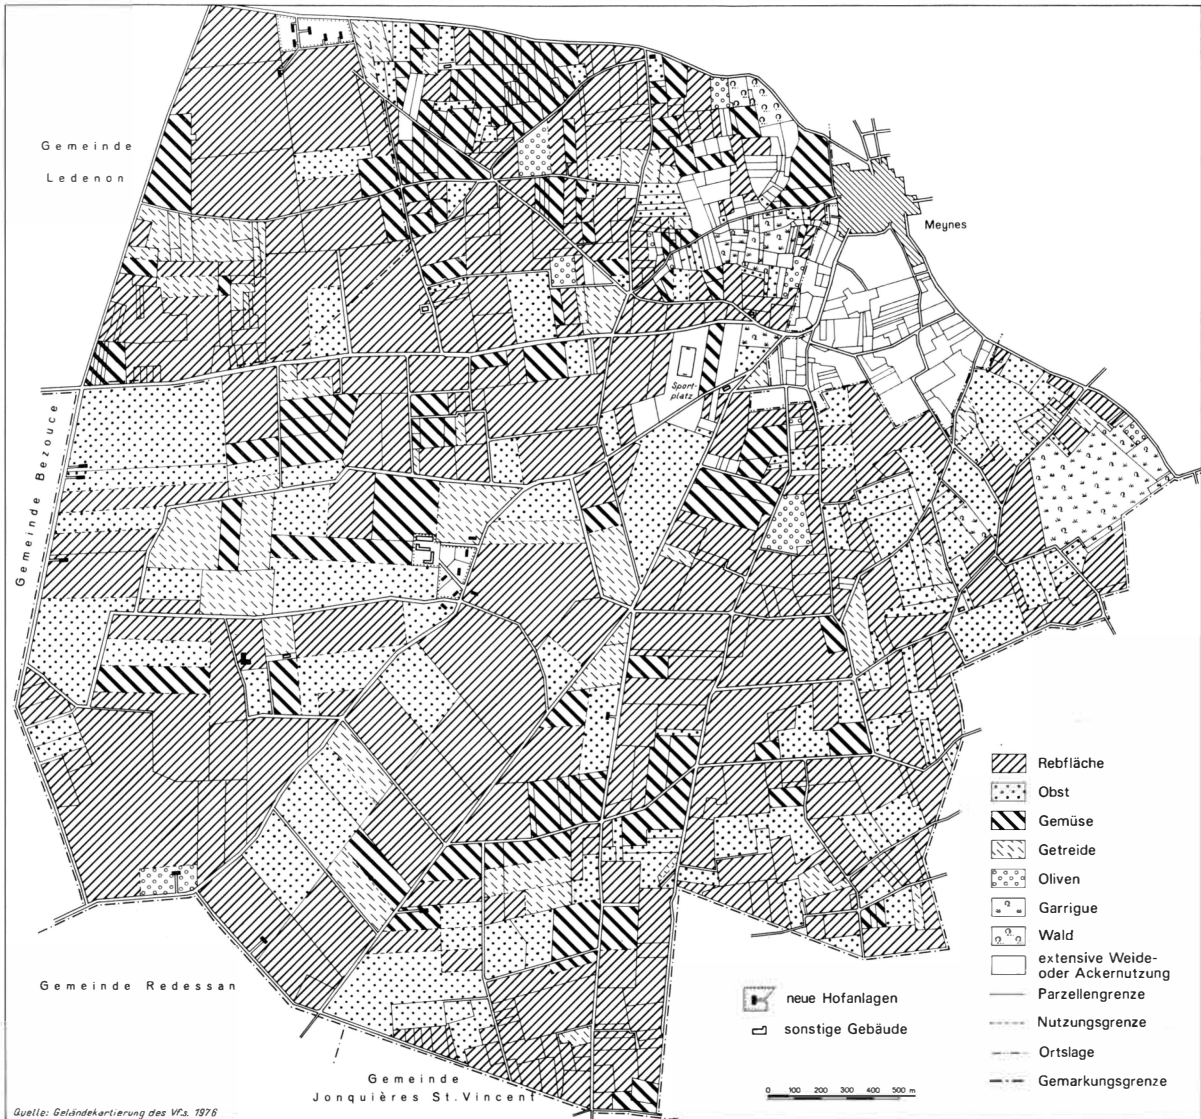 Gemeinde
Ledenon
Meynes
Sport-
platz
Gemeinde Bezouce
Rebfläche
Obst
Gemüse
Getreide
Oliven
Garrigue
Wald
extensive Weide-
oder Ackernutzung
Parzellengrenze
Nutzungsgrenze
Ortslage
Gemarkungsgrenze
neue Hofanlagen
sonstige Gebäude
Gemeinde Redessan
Gemeinde
Jonquières St. Vincent
0 100 200 300 400 500 m
Quelle: Geländekartierung des Vfs. 1976